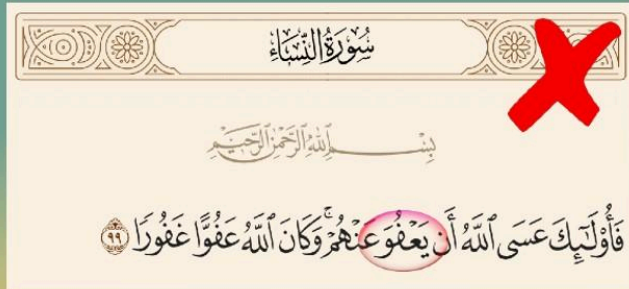 سُورَةُ النِّسَاءِ
بِسْمِ ٱللَّهِ ٱلرَّحْمَٰنِ ٱلرَّحِيمِ
فَأُو۟لَٰٓئِكَ عَسَى ٱللَّهُ أَن يَعْفُوَ عَنْهُمْ ۚ وَكَانَ ٱللَّهُ عَفُوًّا غَفُورًا ٩٩